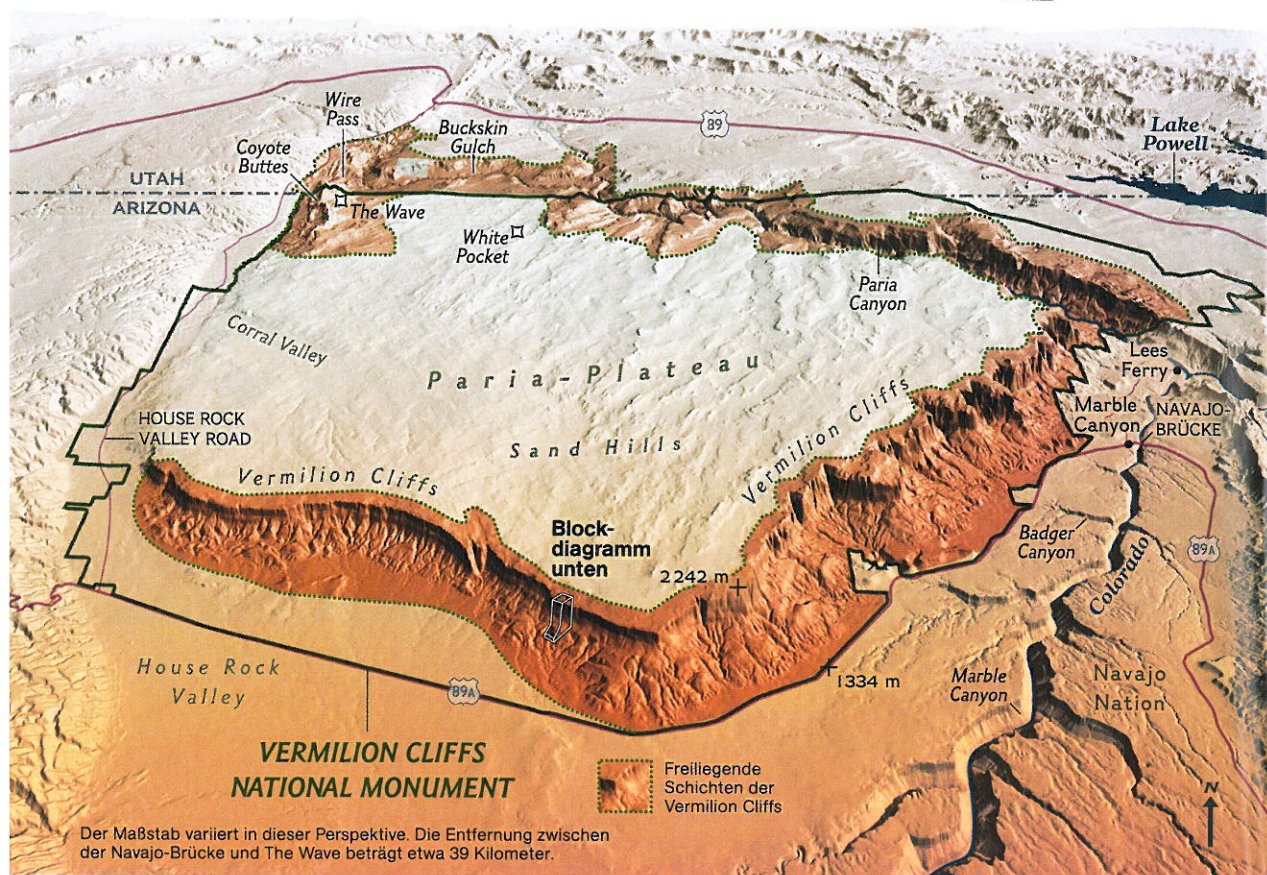 Wire
Pass
Buckskin
Gulch
89
Lake
Powell
Coyote
Buttes
UTAH
ARIZONA
The Wave
White
Pocket
Paria
Canyon
Corral Valley
Paria-Plateau
Lees
Ferry
Marble
Canyon
NAVAJO-
BRÜCKE
HOUSE ROCK
VALLEY ROAD
Sand Hills
Vermilion Cliffs
Vermilion Cliffs
Block-
diagramm
unten
2242 m
Badger
Canyon
Colorado
89A
House Rock
Valley
89A
1334 m
Marble
Canyon
Navajo
Nation
VERMILION CLIFFS
NATIONAL MONUMENT
Freiliegende
Schichten der
Vermilion Cliffs
N
Der Maßstab variiert in dieser Perspektive. Die Entfernung zwischen
der Navajo-Brücke und The Wave beträgt etwa 39 Kilometer.